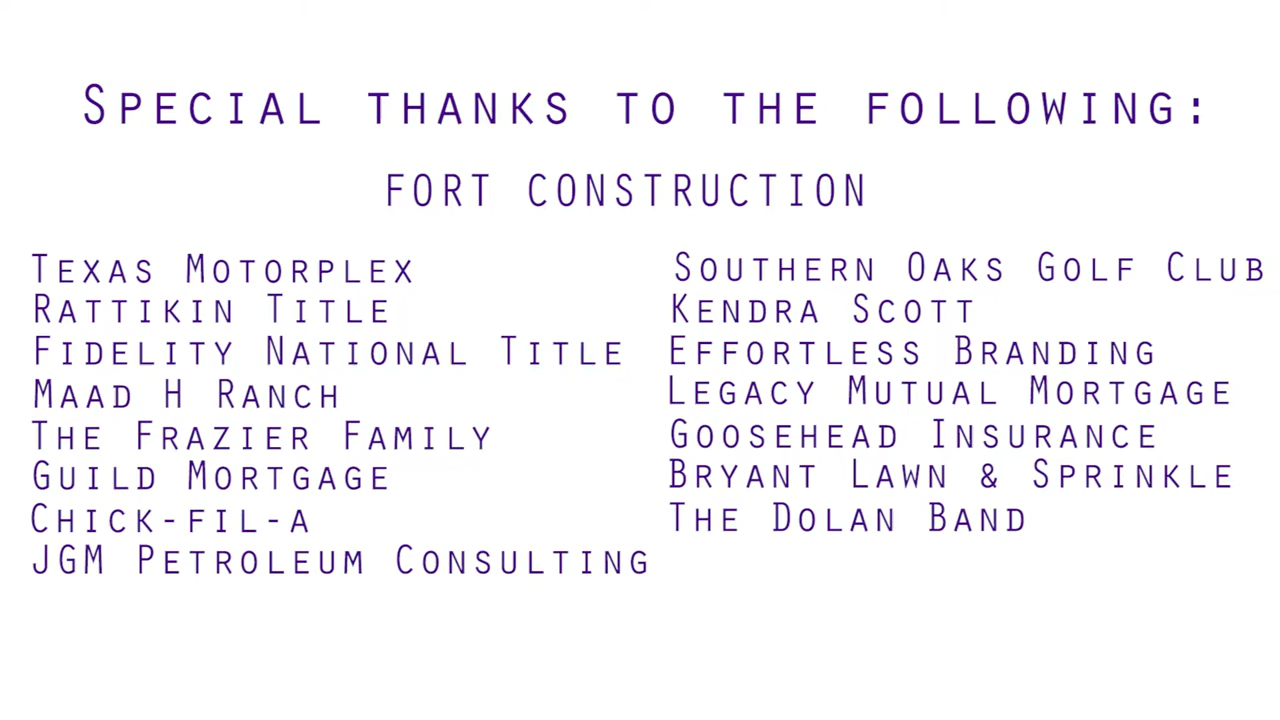 Special thanks to the following:
FORT CONSTRUCTION
Texas Motorplex
Rattikin Title
Fidelity National Title
Maad H Ranch
The Frazier Family
Guild Mortgage
Chick-fil-a
JGM Petroleum Consulting
Southern Oaks Golf Club
Kendra Scott
Effortless Branding
Legacy Mutual Mortgage
Goosehead Insurance
Bryant Lawn & Sprinkle
The Dolan Band